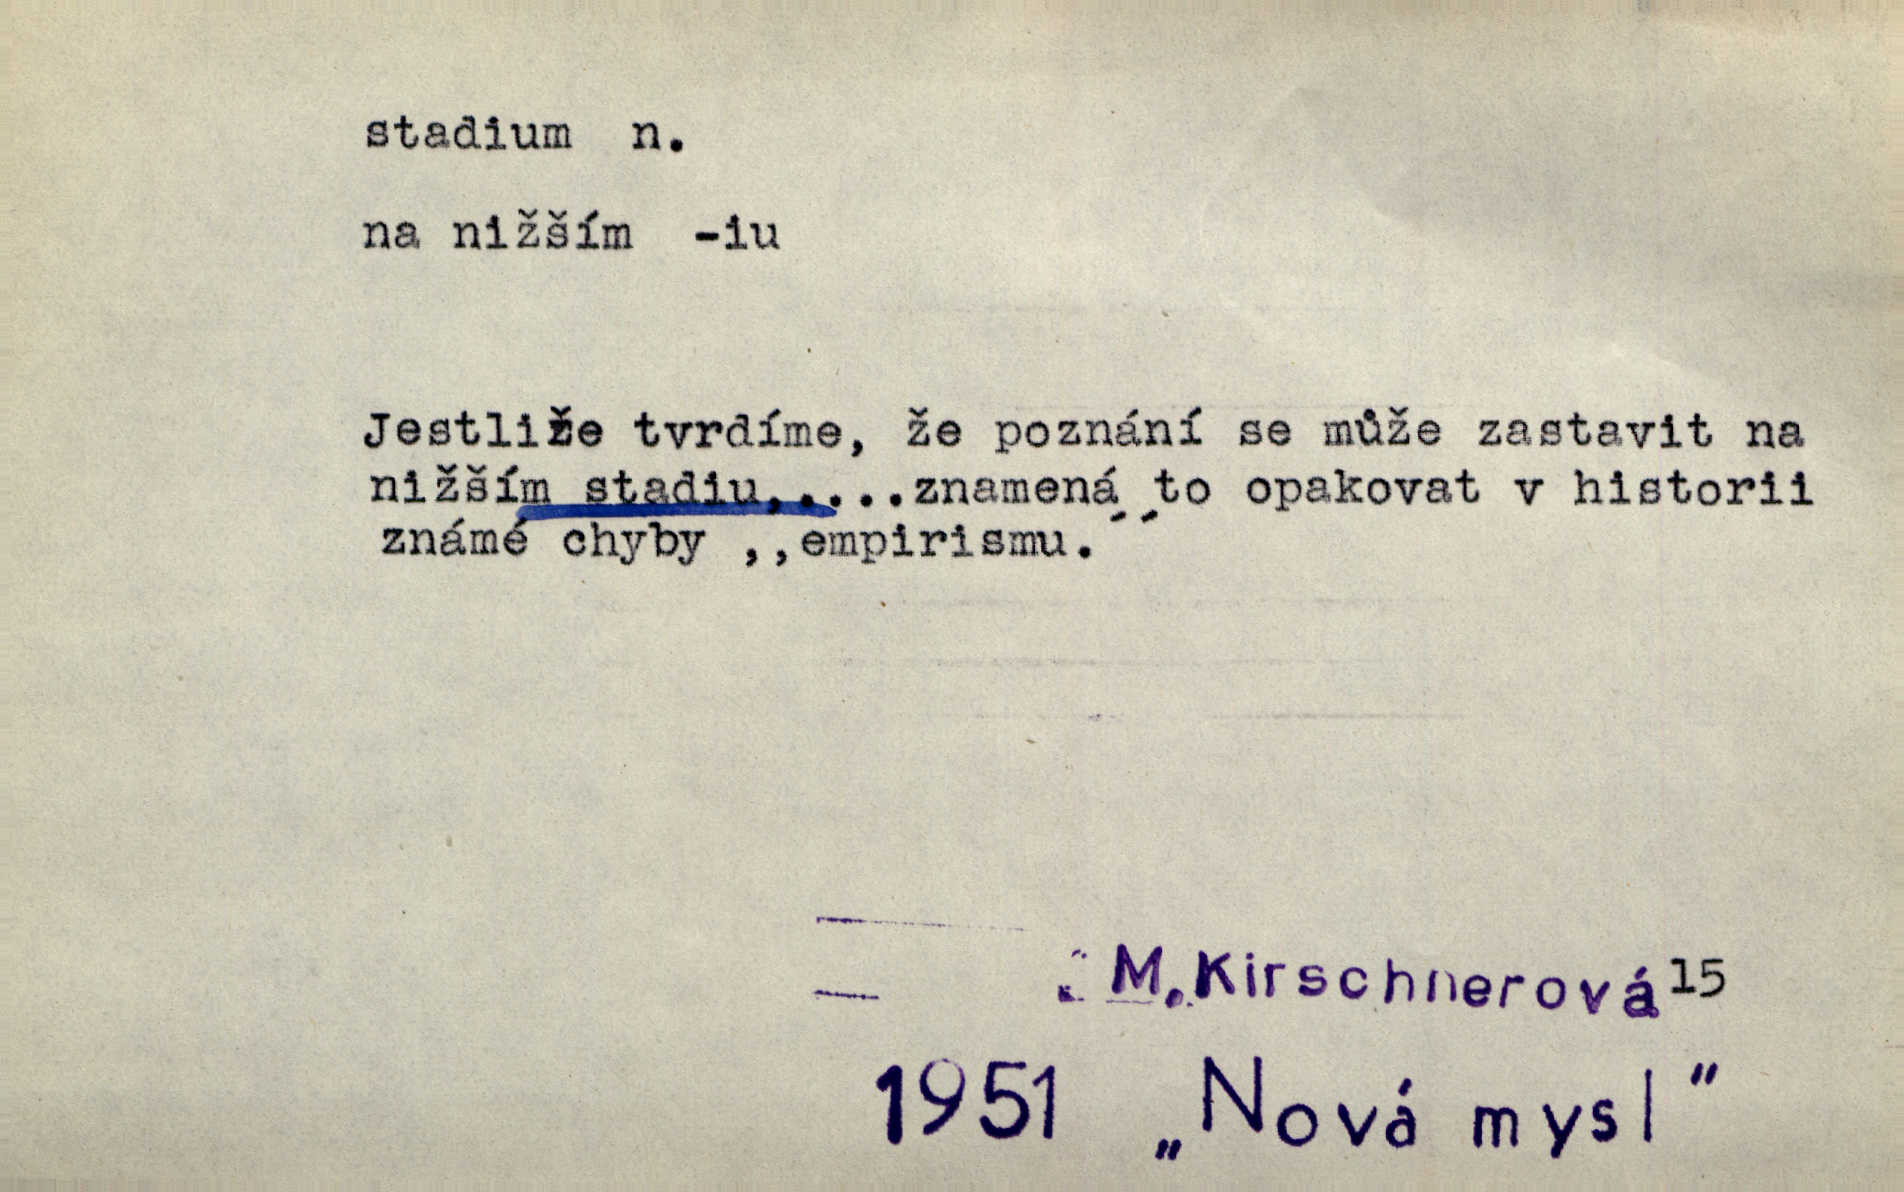 stadium n.
na nižším -iu
Jestliže tvrdíme, že poznání se může zastavit na
nižším stadiu,....znamená to opakovat v historii
známé chyby ,,empirismu.´´
M. Kirschnerová 15
1951 „Nová mysl"